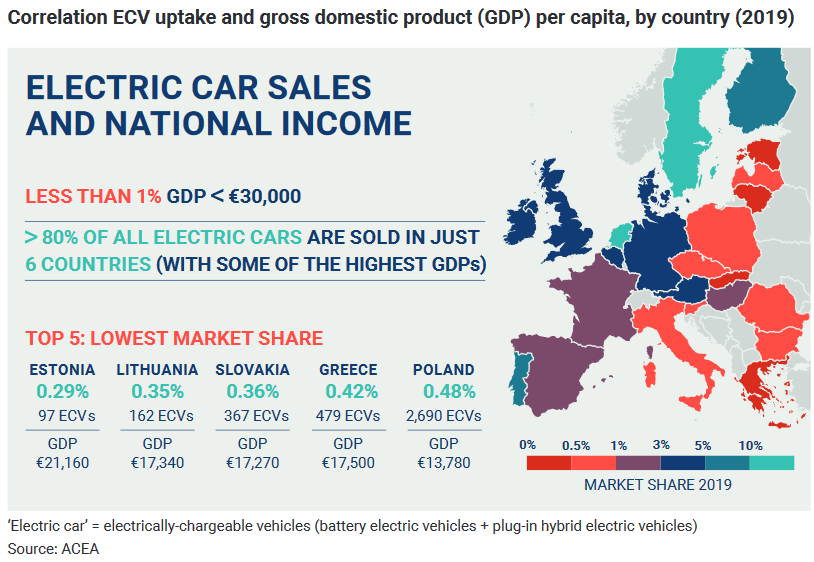 Correlation ECV uptake and gross domestic product (GDP) per capita, by country (2019)
ELECTRIC CAR SALES
AND NATIONAL INCOME
LESS THAN 1% GDP < €30,000
> 80% OF ALL ELECTRIC CARS ARE SOLD IN JUST
6 COUNTRIES (WITH SOME OF THE HIGHEST GDPs)
TOP 5: LOWEST MARKET SHARE
ESTONIA LITHUANIA SLOVAKIA GREECE POLAND
0.29% 0.35% 0.36% 0.42% 0.48%
97 ECVs 162 ECVs 367 ECVs 479 ECVs 2,690 ECVs
GDP GDP GDP GDP GDP
€21,160 €17,340 €17,270 €17,500 €13,780
0% 0.5% 1% 3% 5% 10%
MARKET SHARE 2019
‘Electric car’ = electrically-chargeable vehicles (battery electric vehicles + plug-in hybrid electric vehicles)
Source: ACEA